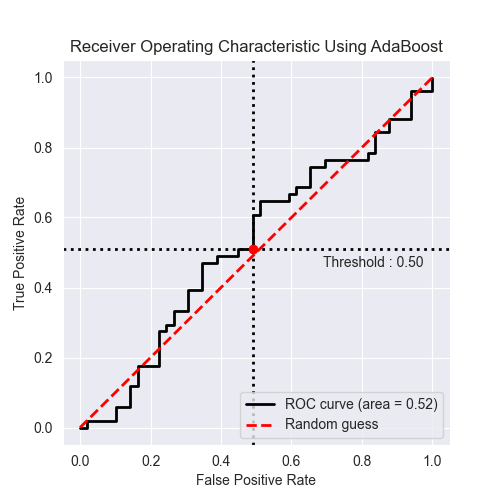 Receiver Operating Characteristic Using AdaBoost
True Positive Rate
1.0
0.8
0.6
0.4
0.2
0.0
Threshold : 0.50
ROC curve (area = 0.52)
Random guess
0.0 0.2 0.4 0.6 0.8 1.0
False Positive Rate